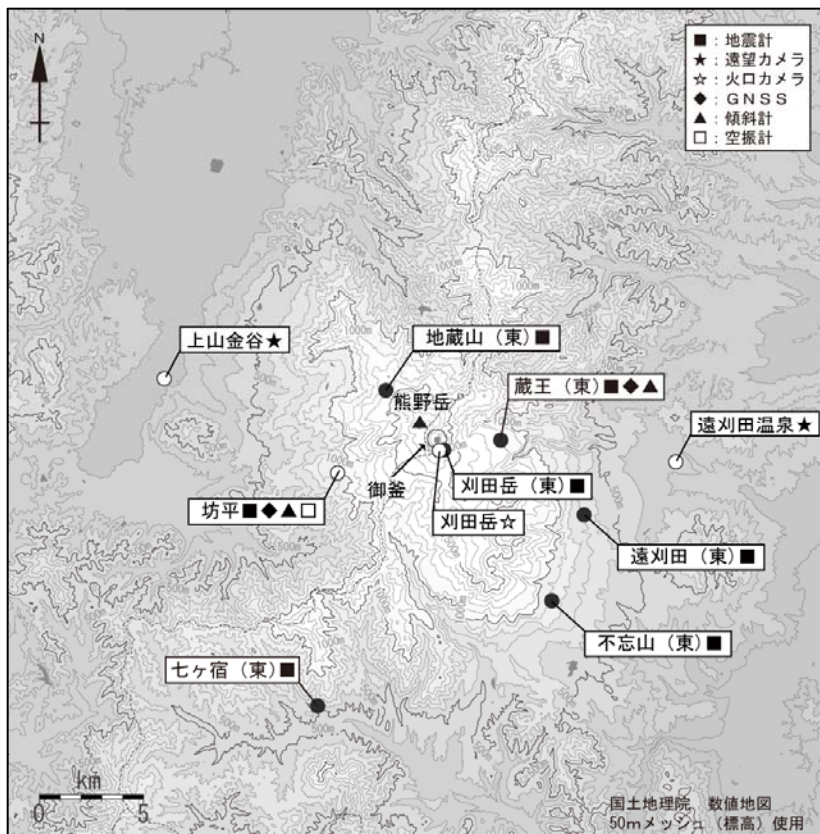 N
■：地震計
★：遠望カメラ
☆：火口カメラ
◆：ＧＮＳＳ
▲：傾斜計
□：空振計
1000m
1000m
上山金谷★
地蔵山（東）■
熊野岳
蔵王（東）■◆▲
遠刈田温泉★
御釜
刈田岳（東）■
坊平■◆▲□
刈田岳☆
遠刈田（東）■
不忘山（東）■
七ヶ宿（東）■
500m
km
0 5
国土地理院 数値地図
50mメッシュ（標高）使用